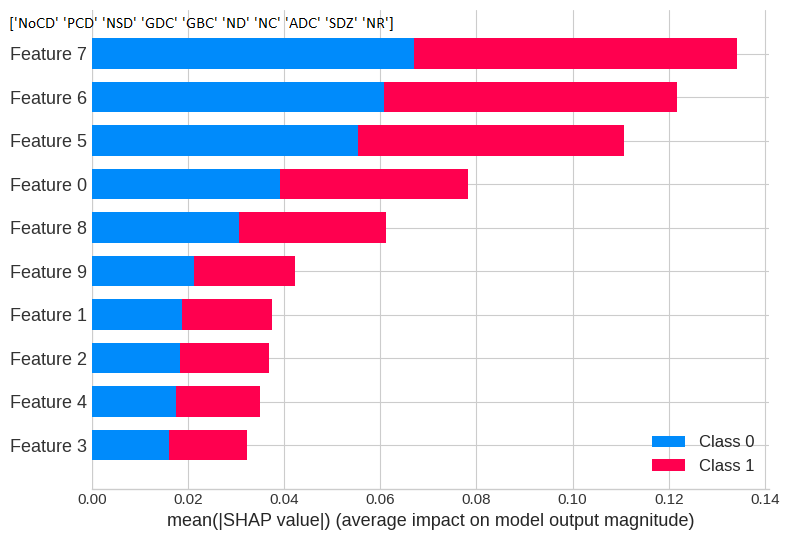 ['NoCD' 'PCD' 'NSD' 'GDC' 'GBC' 'ND' 'NC' 'ADC' 'SDZ' 'NR']
Feature 7
Feature 6
Feature 5
Feature 0
Feature 8
Feature 9
Feature 1
Feature 2
Feature 4
Feature 3
Class 0
Class 1
0.00 0.02 0.04 0.06 0.08 0.10 0.12 0.14
mean(|SHAP value|) (average impact on model output magnitude)